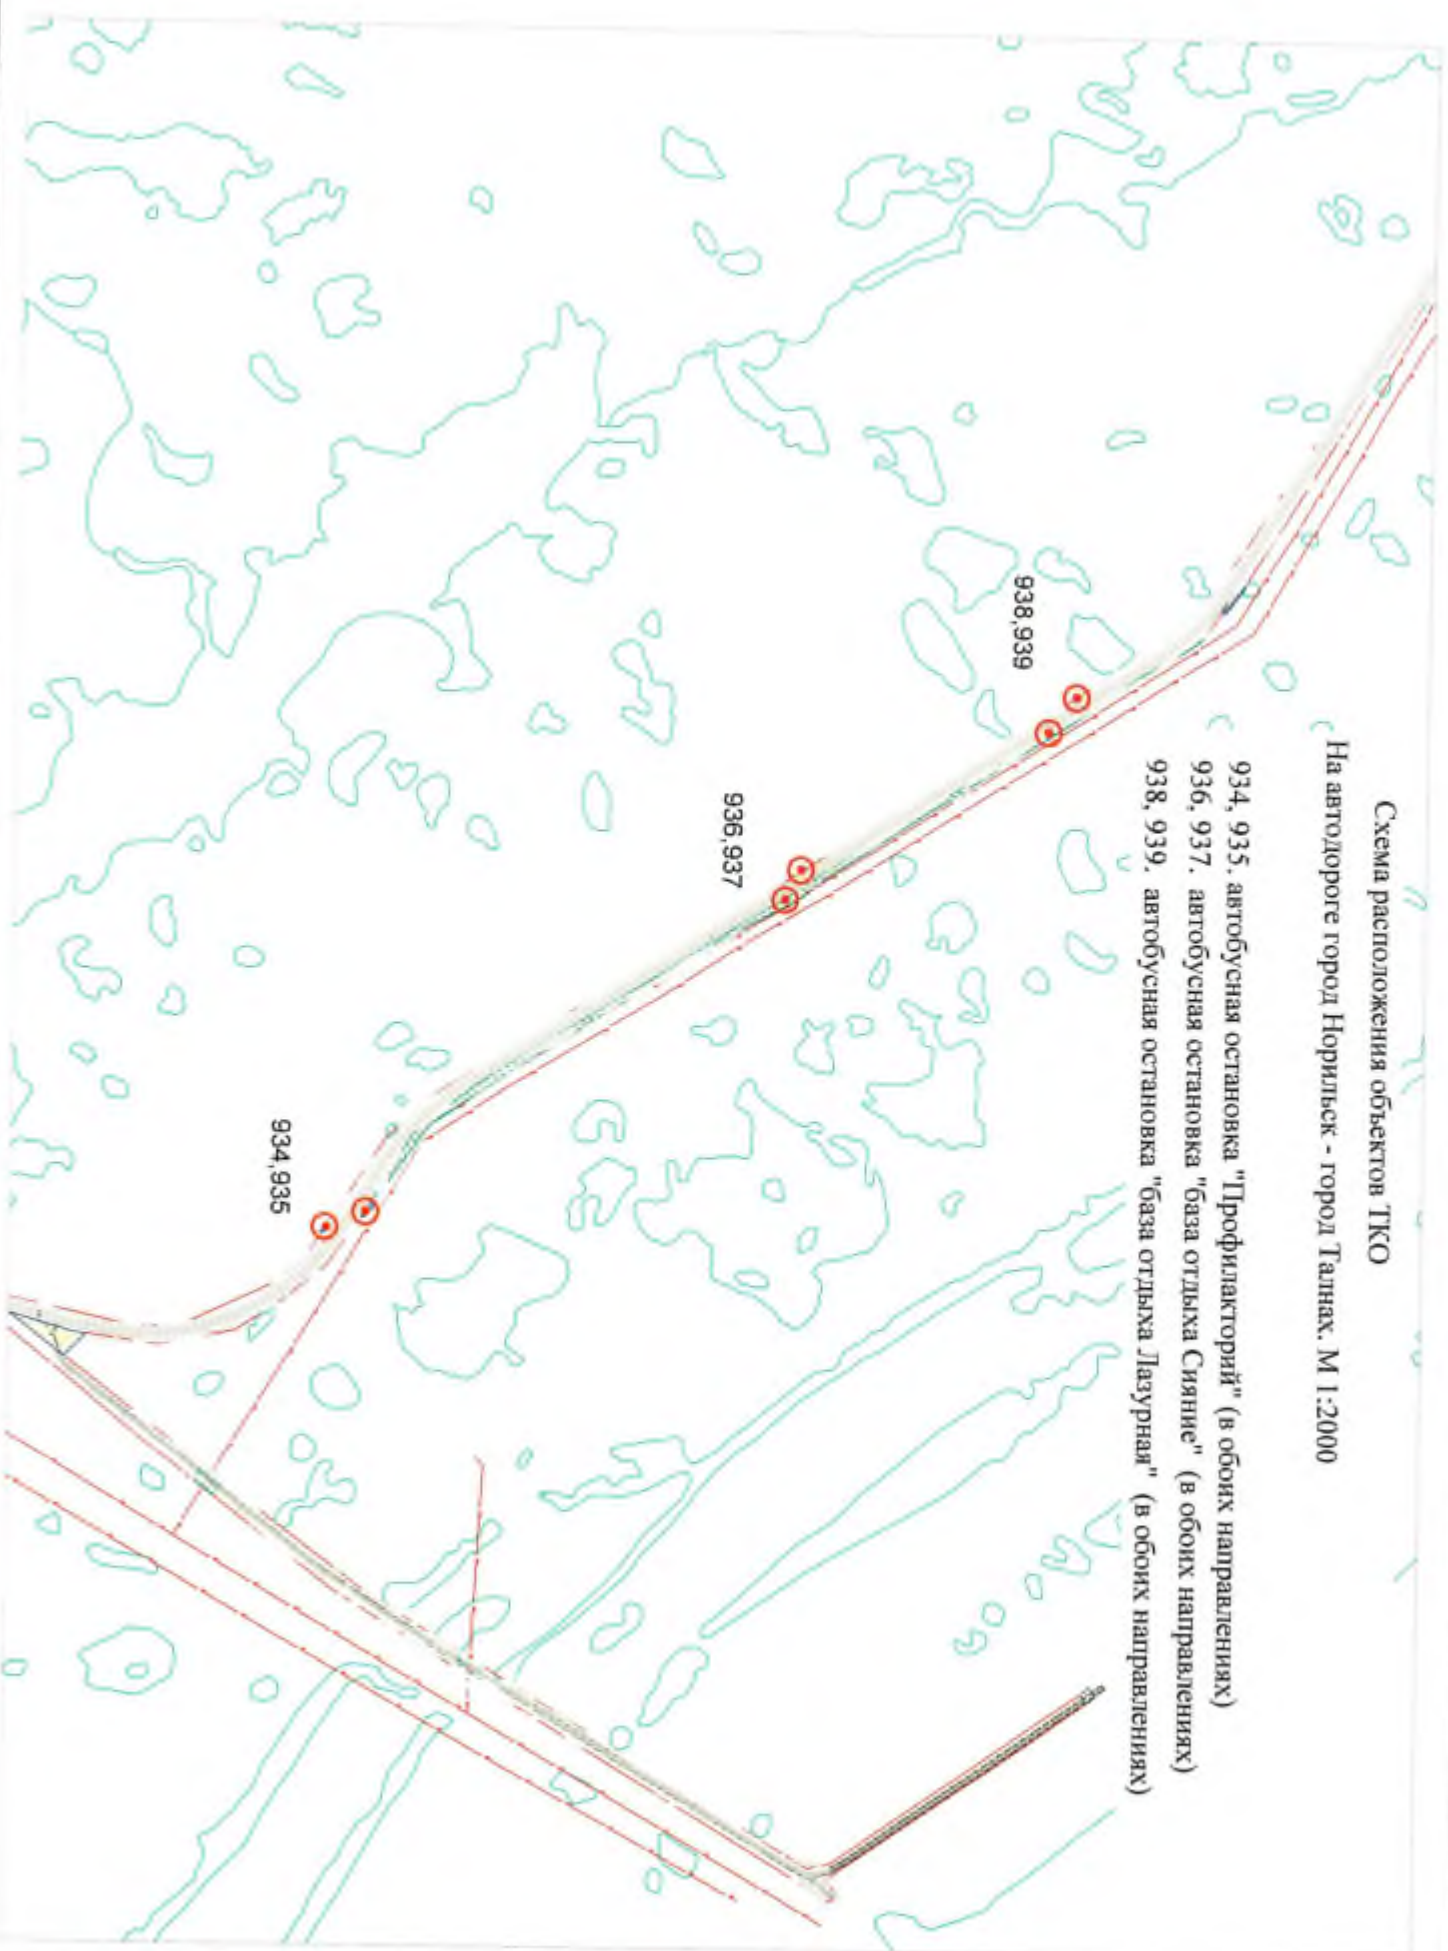 Схема расположения объектов ТКО
На автодороге город Норильск - город Талнах. М 1:2000
934, 935. автобусная остановка "Профилакторий" (в обоих направлениях)
936, 937. автобусная остановка "база отдыха Сияние" (в обоих направлениях)
938, 939. автобусная остановка "база отдыха Лазурная" (в обоих направлениях)
938,939
936,937
934,935